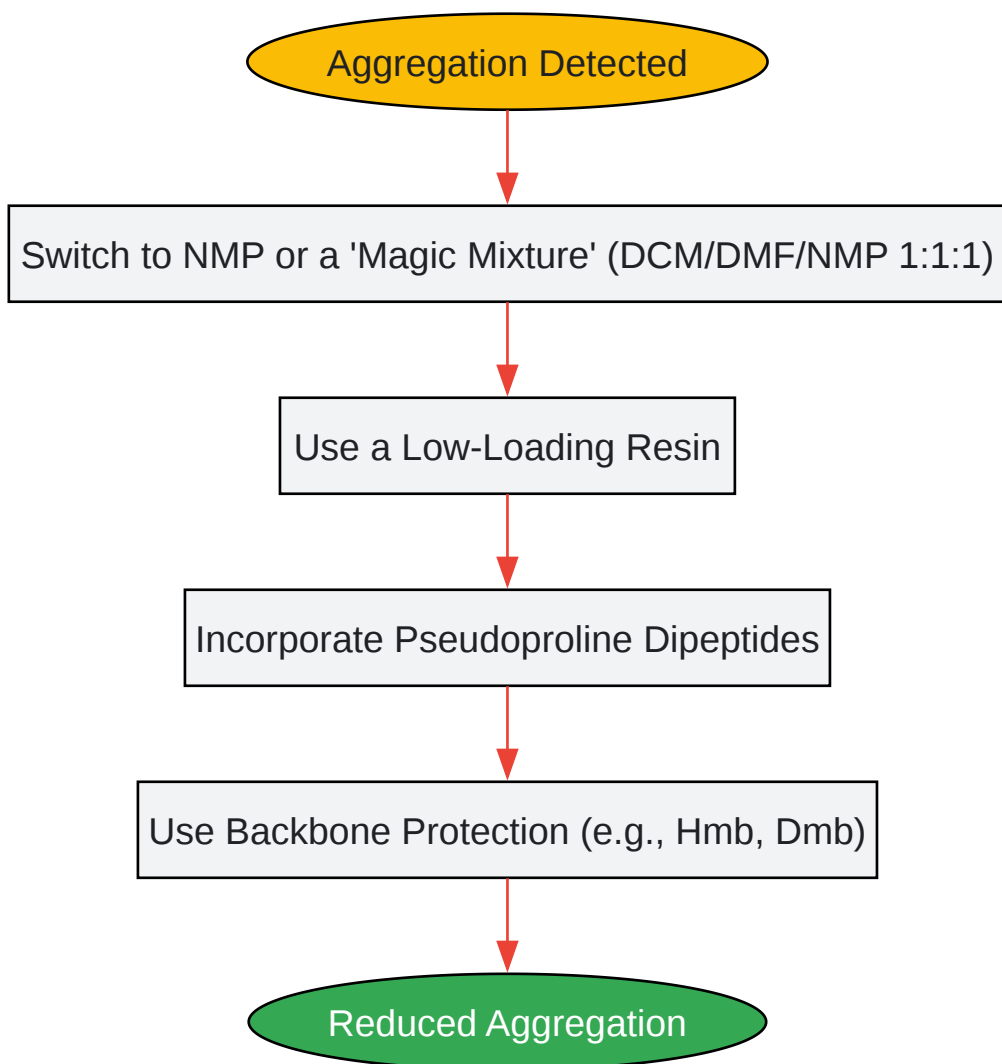 Aggregation Detected
Switch to NMP or a 'Magic Mixture' (DCM/DMF/NMP 1:1:1)
Use a Low-Loading Resin
Incorporate Pseudoproline Dipeptides
Use Backbone Protection (e.g., Hmb, Dmb)
Reduced Aggregation